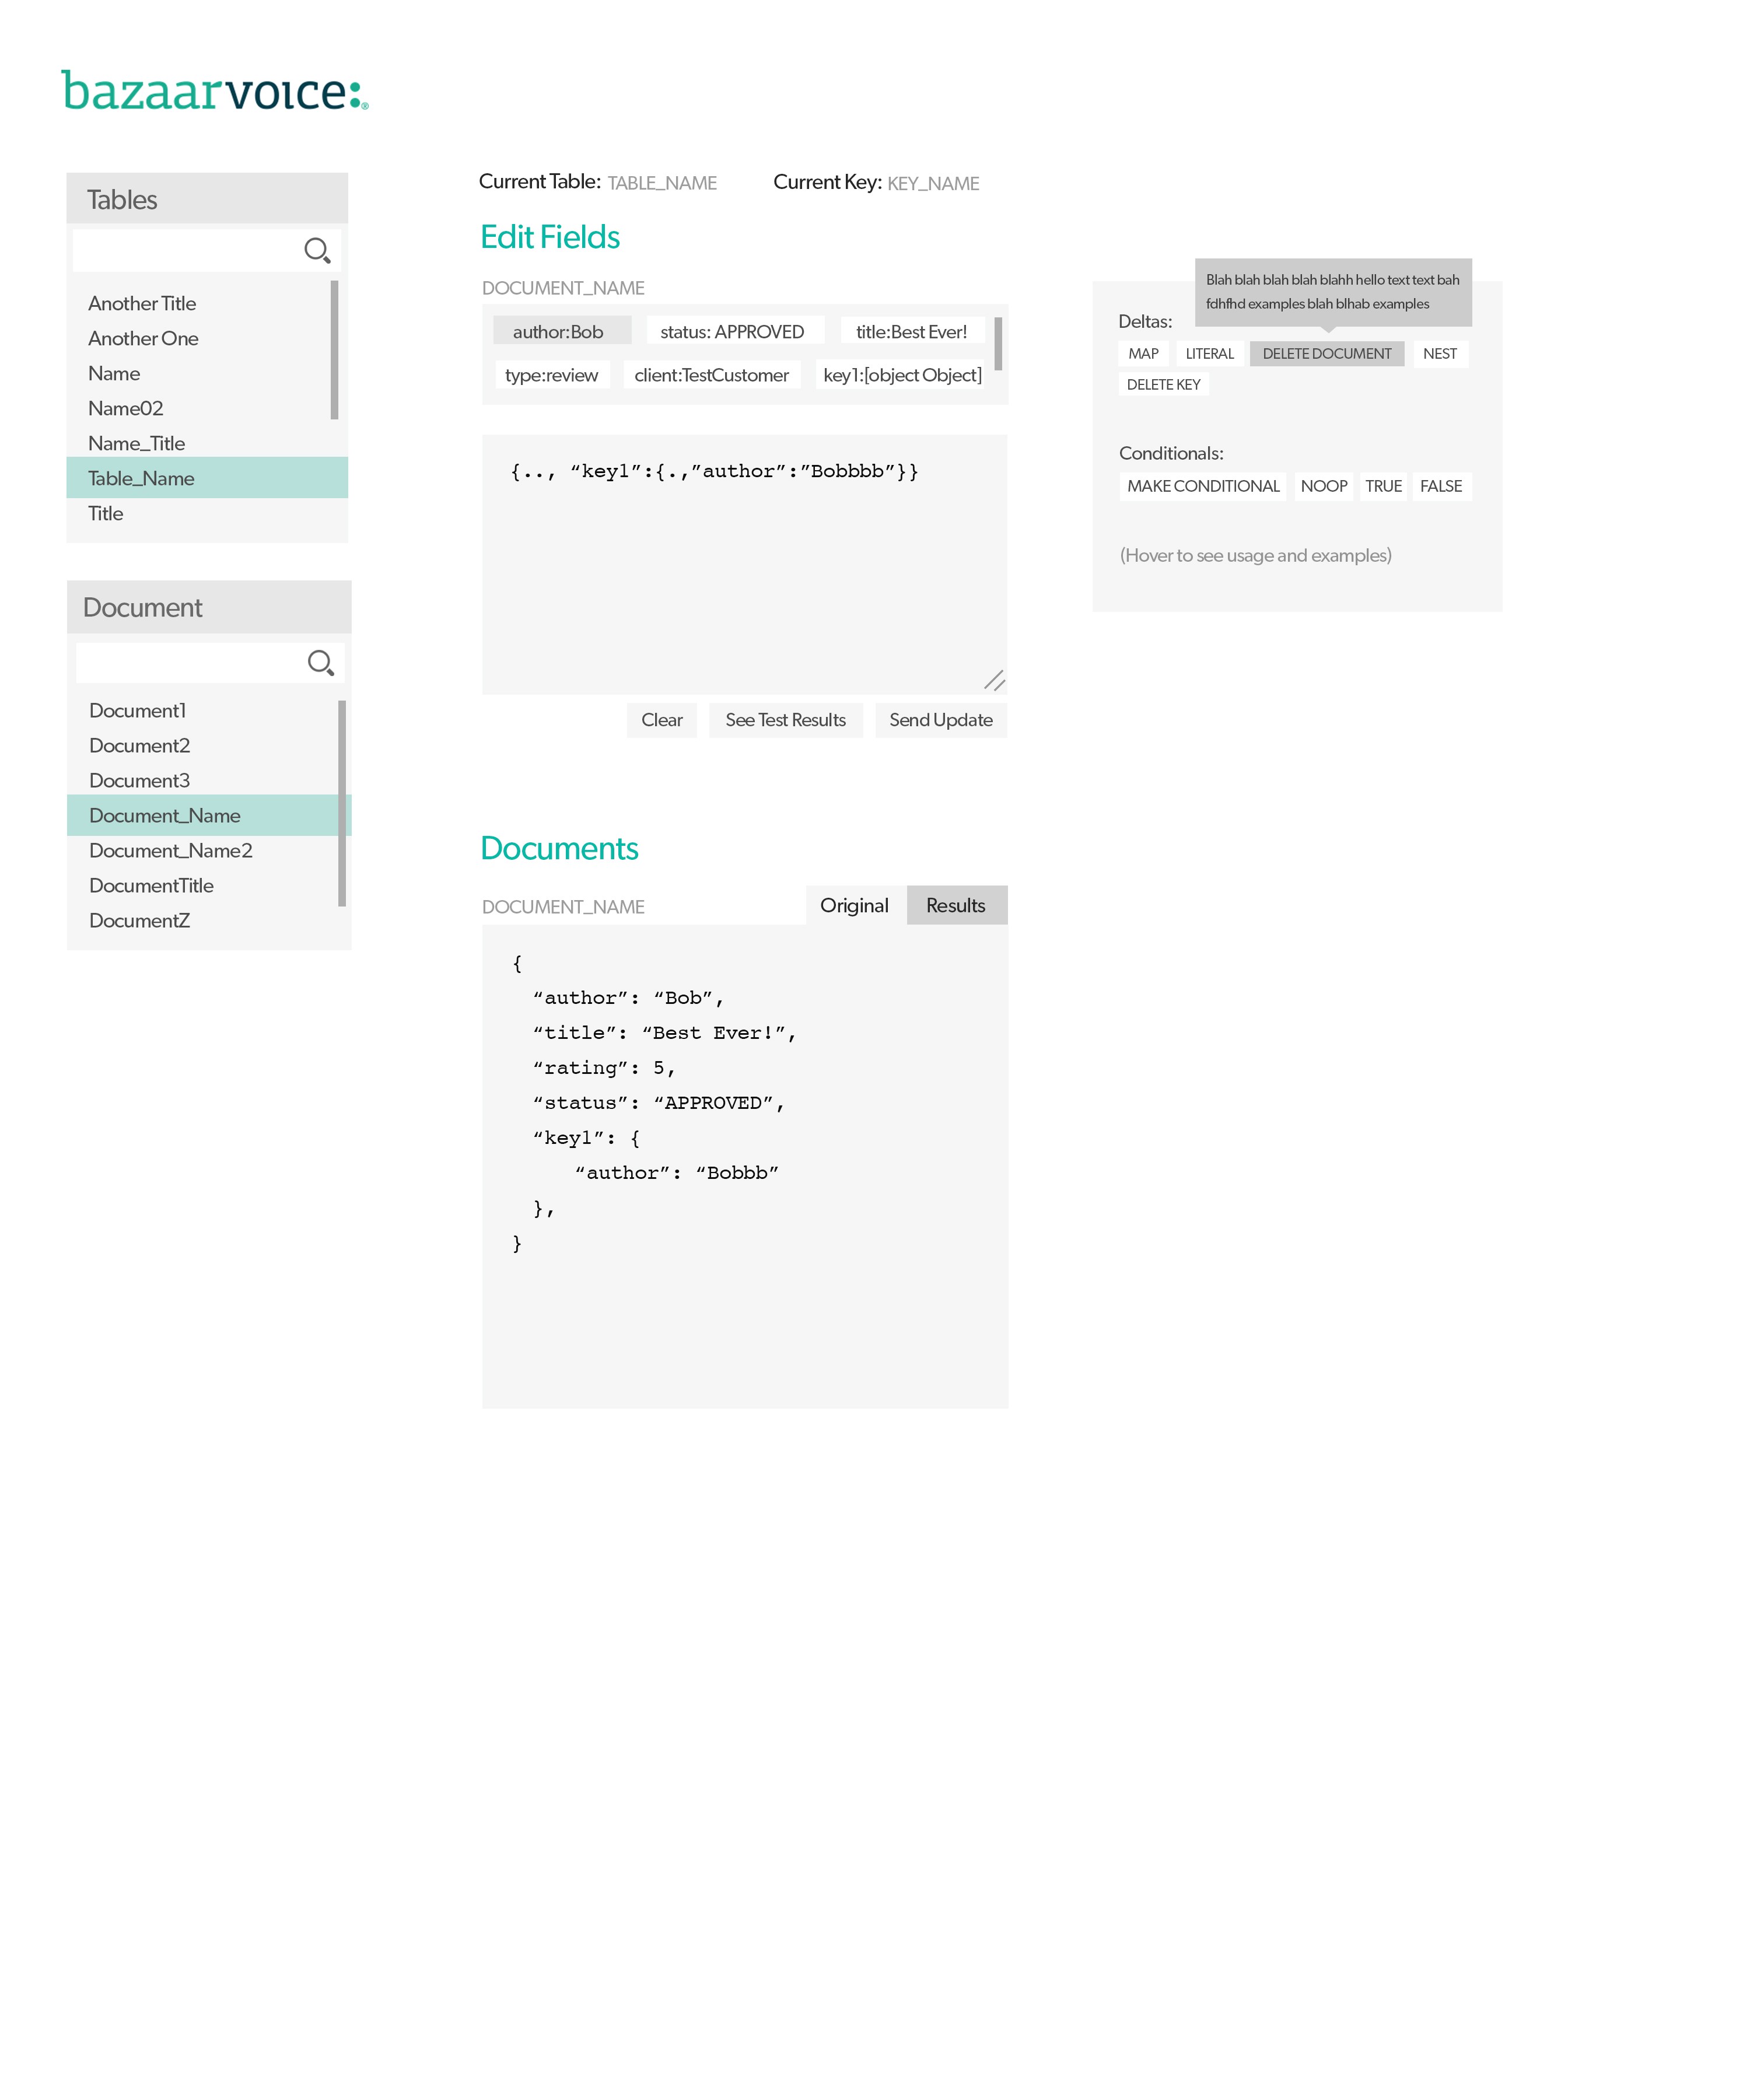 bazaarvoice:®
Tables
Another Title
Another One
Name
Name02
Name_Title
Table_Name
Title
Document
Document1
Document2
Document3
Document_Name
Document_Name2
DocumentTitle
DocumentZ
Current Table: TABLE_NAME Current Key: KEY_NAME
Edit Fields
DOCUMENT_NAME
author:Bob status: APPROVED title:Best Ever!
type:review client:TestCustomer key1:[object Object]
{.., “key1”:{.,”author”:”Bobbbb”}}
Clear See Test Results Send Update
Documents
DOCUMENT_NAME Original Results
{
“author”: “Bob”,
“title”: “Best Ever!”,
“rating”: 5,
“status”: “APPROVED”,
“key1”: {
“author”: “Bobbb”
},
}
Blah blah blah blah blahh hello text text bah
fdhfhd examples blah blhab examples
Deltas:
MAP LITERAL DELETE DOCUMENT NEST
DELETE KEY
Conditionals:
MAKE CONDITIONAL NOOP TRUE FALSE
(Hover to see usage and examples)